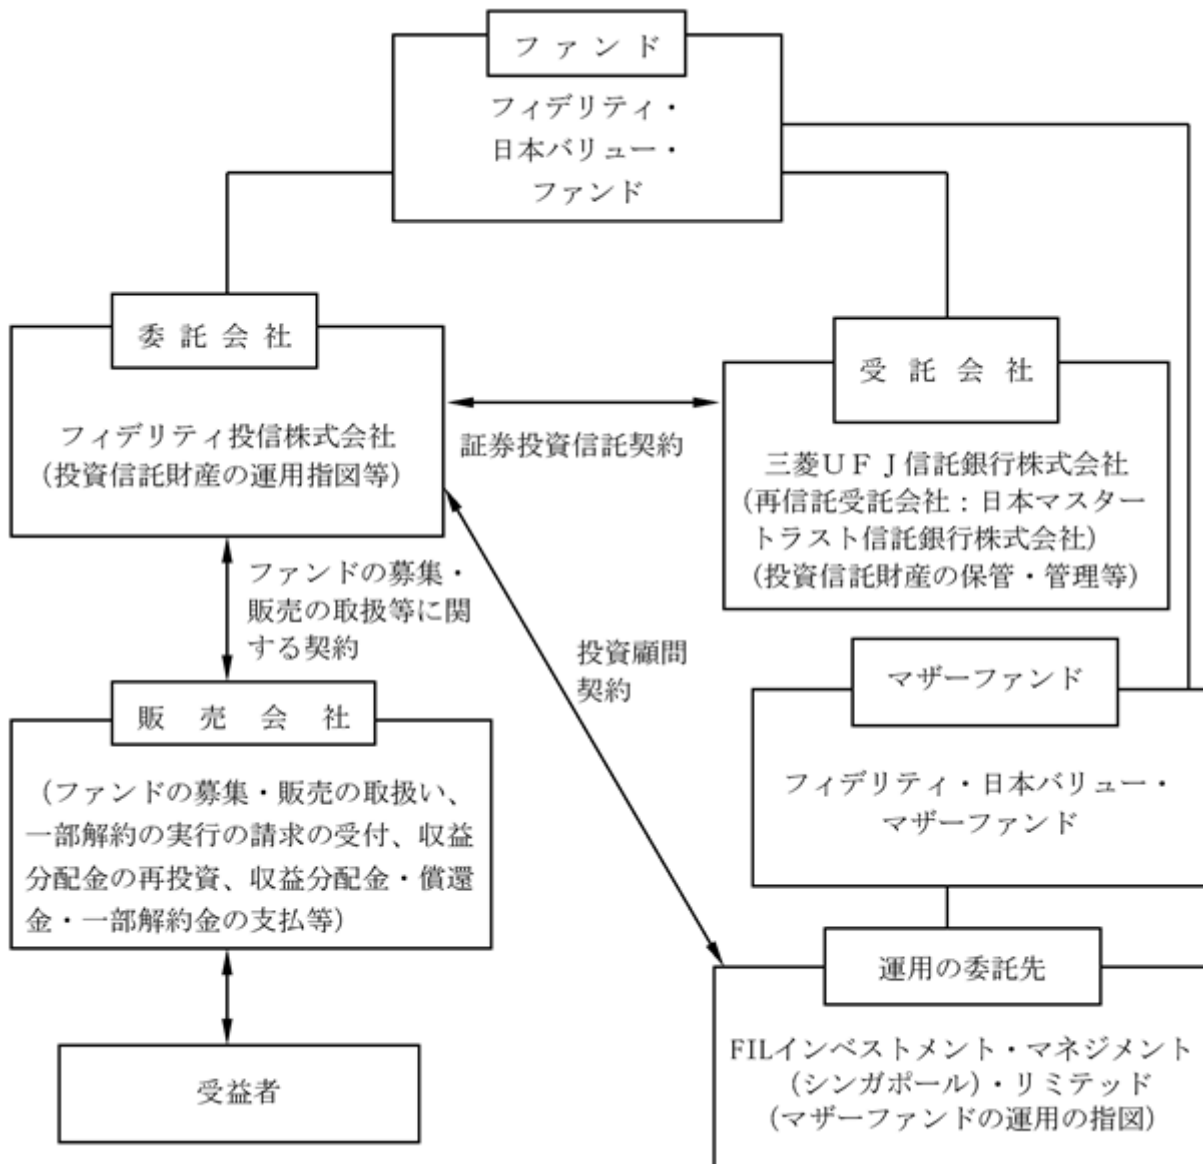 ファンド
フィデリティ・
日本バリュー・
ファンド
委託会社
フィデリティ投信株式会社
(投資信託財産の運用指図等)
証券投資信託契約
受託会社
三菱ＵＦＪ信託銀行株式会社
(再信託受託会社：日本マスター
トラスト信託銀行株式会社)
(投資信託財産の保管・管理等)
ファンドの募集・
販売の取扱等に関
する契約
投資顧問
契約
マザーファンド
フィデリティ・日本バリュー・
マザーファンド
販売会社
(ファンドの募集・販売の取扱い、
一部解約の実行の請求の受付、収益
分配金の再投資、収益分配金・償還
金・一部解約金の支払等)
運用の委託先
FILインベストメント・マネジメント
(シンガポール)・リミテッド
(マザーファンドの運用の指図)
受益者